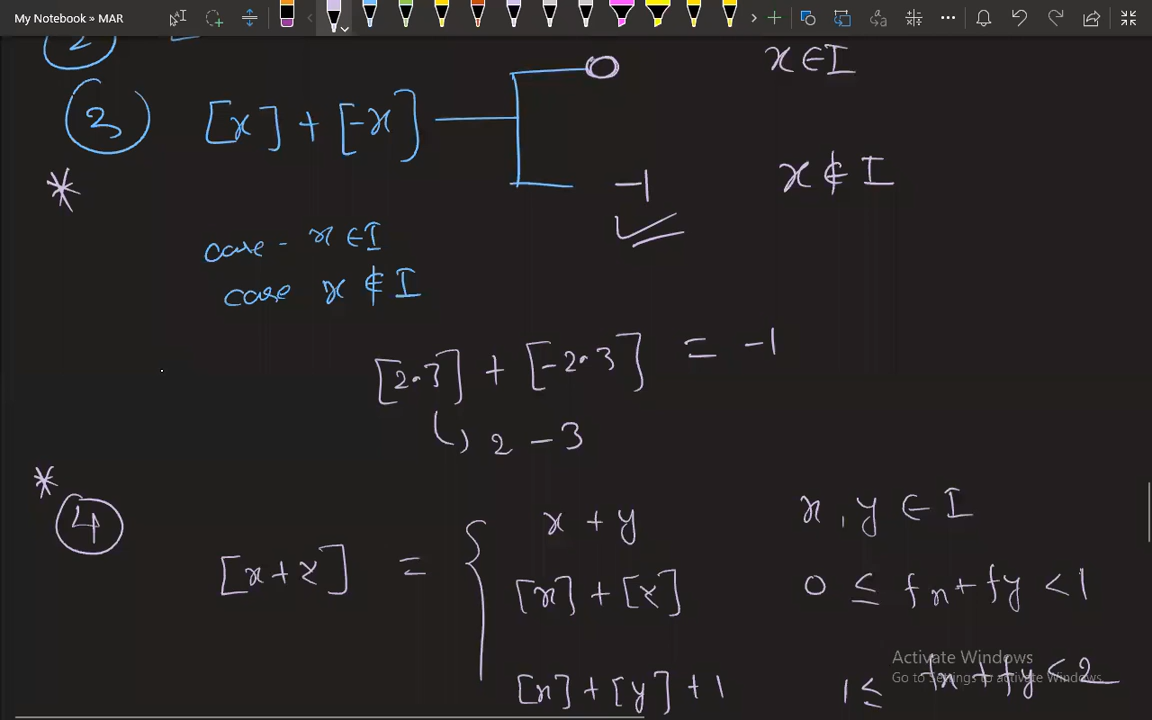 My Notebook » MAR
x ∈ I
③ [x] + [-x] 0
* -1 x ∉ I
case - x ∈ I
case x ∉ I
[2.3] + [-2.3] = -1
2 - 3
*
④ x + y x, y ∈ I
[x+y] = { [x] + [y] 0 ≤ fx + fy < 1
[x] + [y] + 1 1 ≤ fx + fy < 2
Activate Windows
Go to Settings to activate Windows.